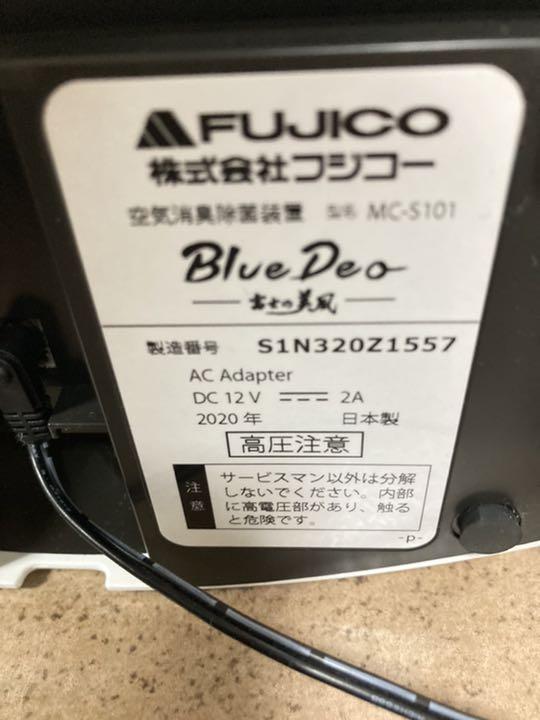 FUJICO
株式会社フジコー
空気消臭除菌装置 型名 MC-S101
Blue Deo
富士の美風
製造番号 S1N320Z1557
AC Adapter
DC 12 V 2A
2020 年 日本製
高圧注意
注意
サービスマン以外は分解
しないでください。内部
に高電圧部があり、触る
と危険です。
-P-